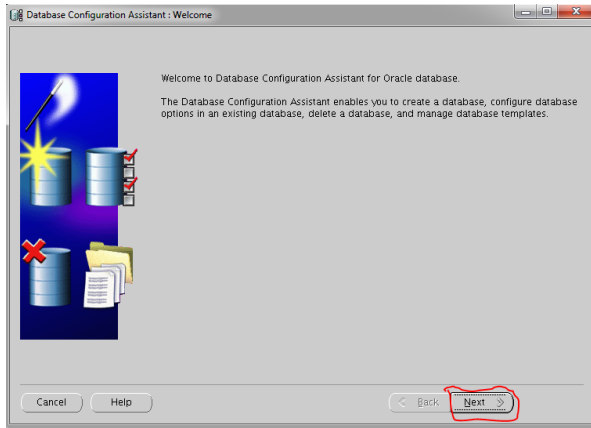 Database Configuration Assistant : Welcome
Welcome to Database Configuration Assistant for Oracle database.
The Database Configuration Assistant enables you to create a database, configure database
options in an existing database, delete a database, and manage database templates.
Cancel
Help
Back
Next